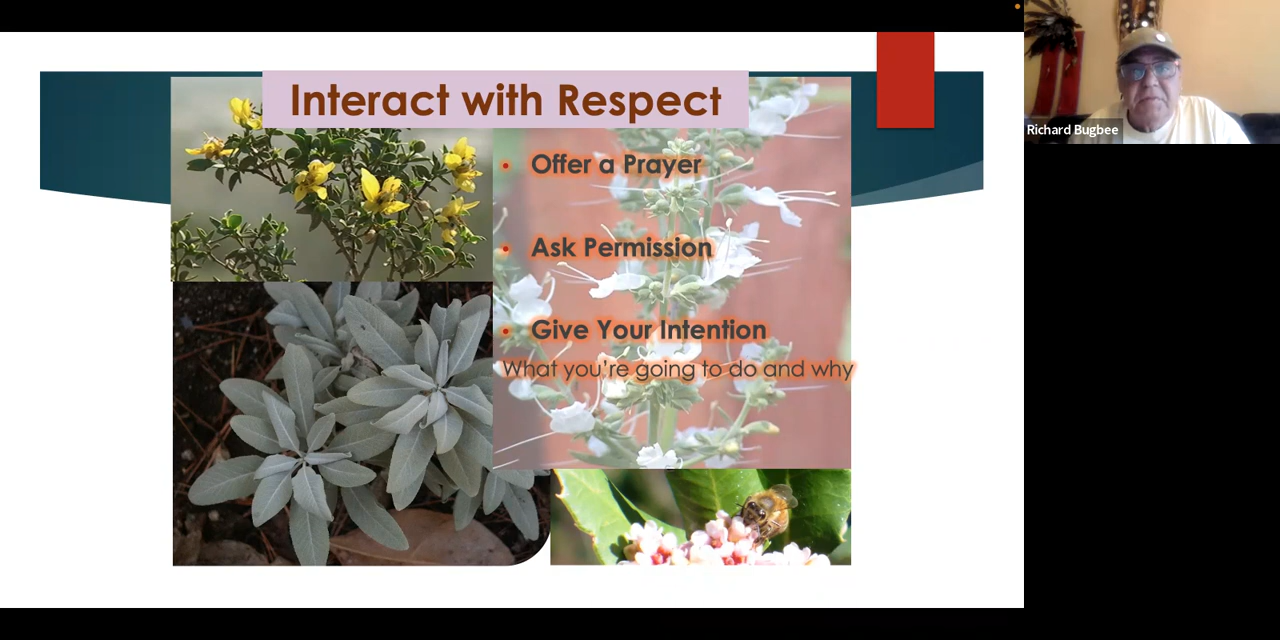 Interact with Respect
• Offer a Prayer
• Ask Permission
• Give Your Intention
What you're going to do and why
Richard Bugbee